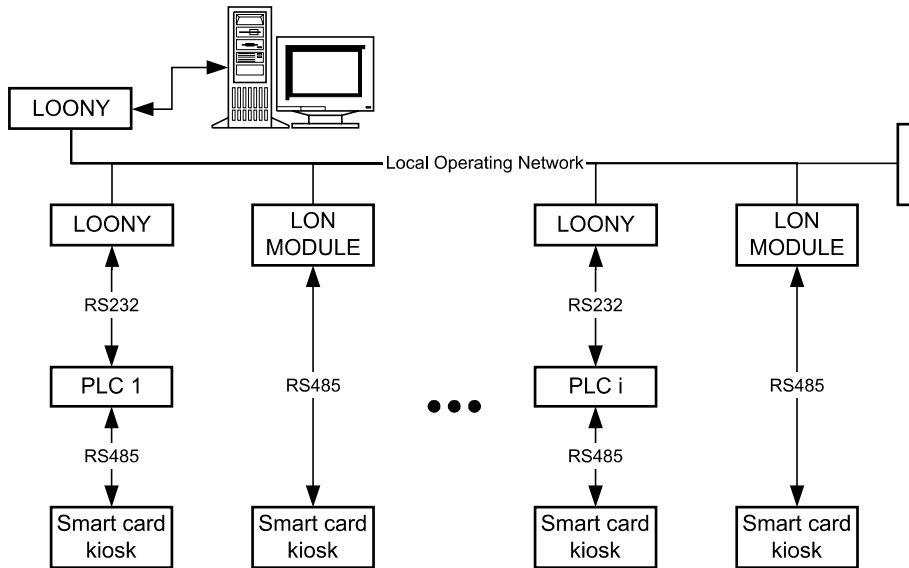 LOONY
Local Operating Network
LOONY
LON
MODULE
LOONY
LON
MODULE
RS232
RS232
PLC 1
RS485
PLC i
RS485
RS485
RS485
Smart card
kiosk
Smart card
kiosk
Smart card
kiosk
Smart card
kiosk